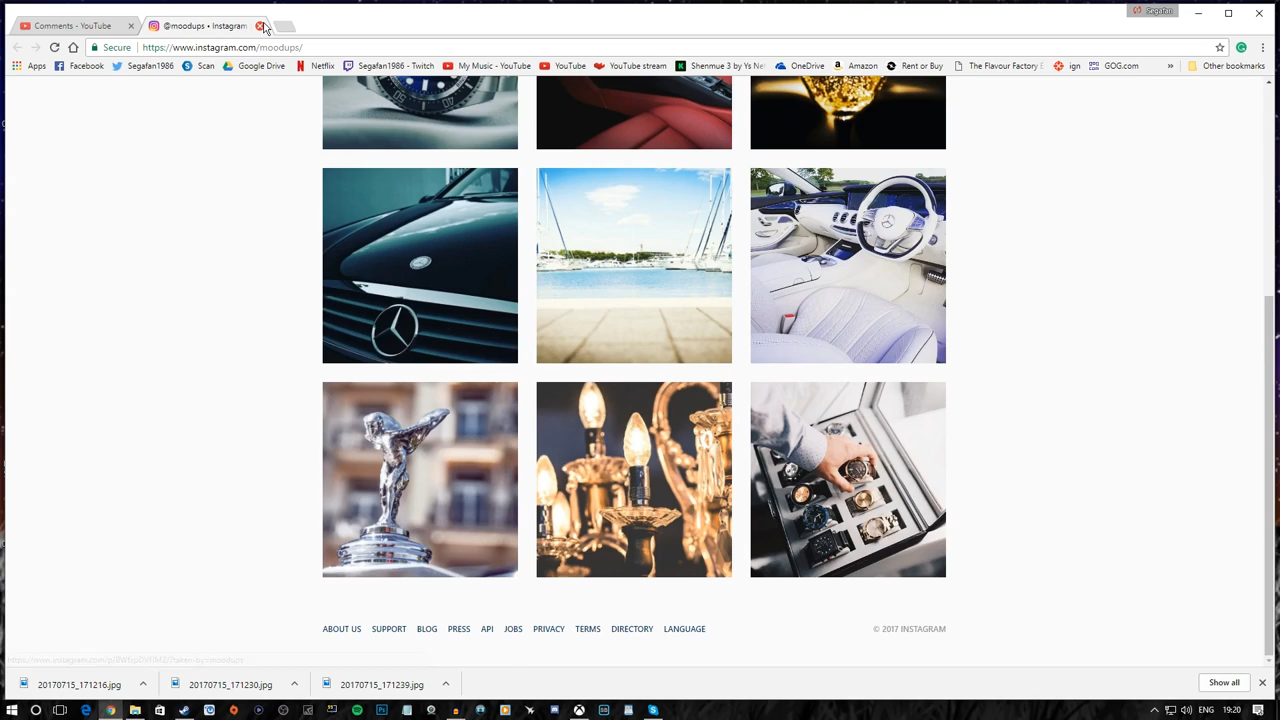 Segafan
Comments - YouTube
@moodups • Instagram
Secure https://www.instagram.com/moodups/
Apps Facebook Segafan1986 Scan Google Drive Netflix Segafan1986 - Twitch My Music - YouTube YouTube YouTube stream Shenmue 3 by Ys Ne OneDrive Amazon Rent or Buy The Flavour Factory E ign GOG.com » Other bookmarks
ABOUT US SUPPORT BLOG PRESS API JOBS PRIVACY TERMS DIRECTORY LANGUAGE © 2017 INSTAGRAM
20170715_171216.jpg 20170715_171230.jpg 20170715_171239.jpg Show all
ENG 19:20